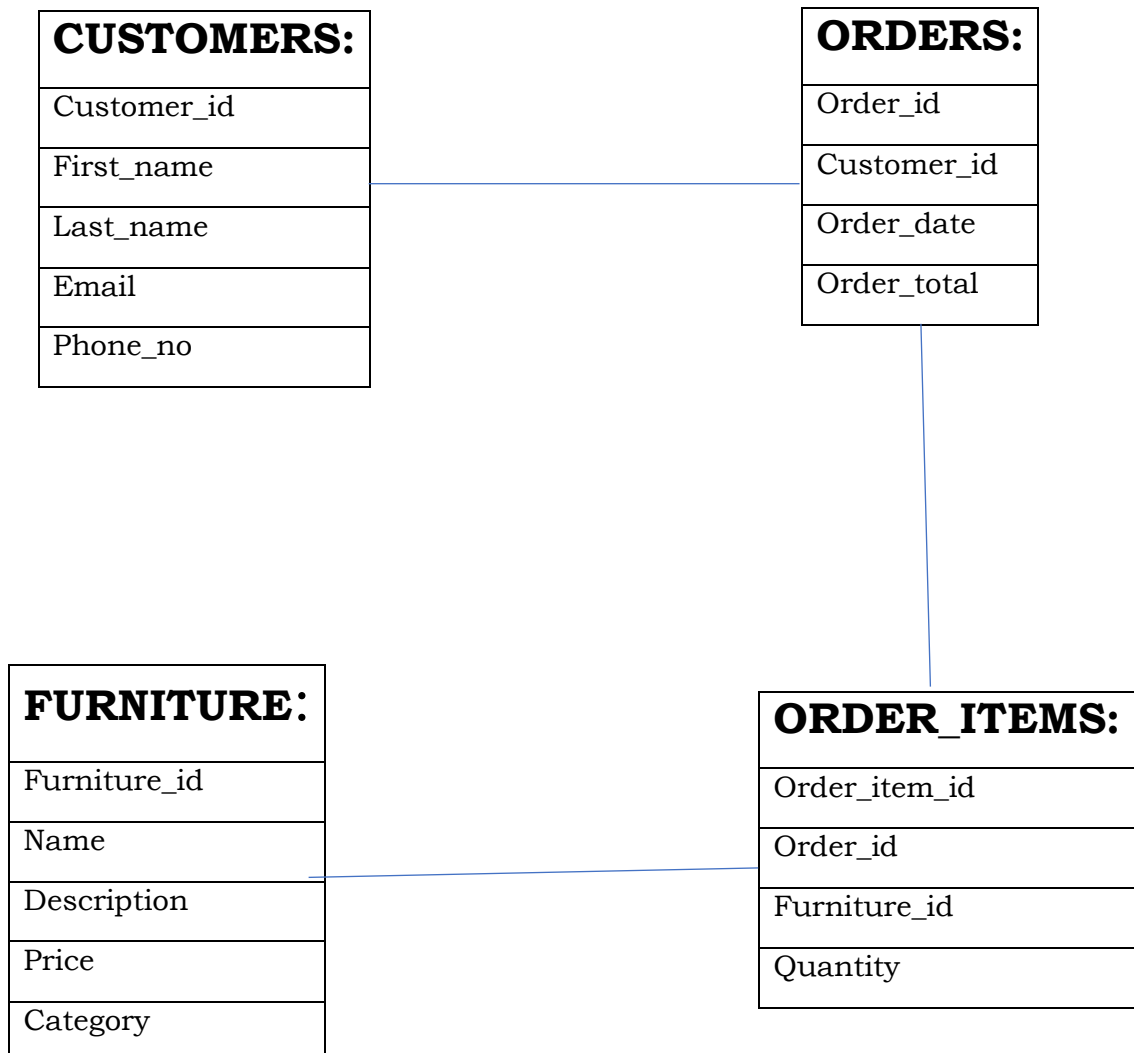 CUSTOMERS:
Customer_id
First_name
Last_name
Email
Phone_no
ORDERS:
Order_id
Customer_id
Order_date
Order_total
FURNITURE:
Furniture_id
Name
Description
Price
Category
ORDER_ITEMS:
Order_item_id
Order_id
Furniture_id
Quantity